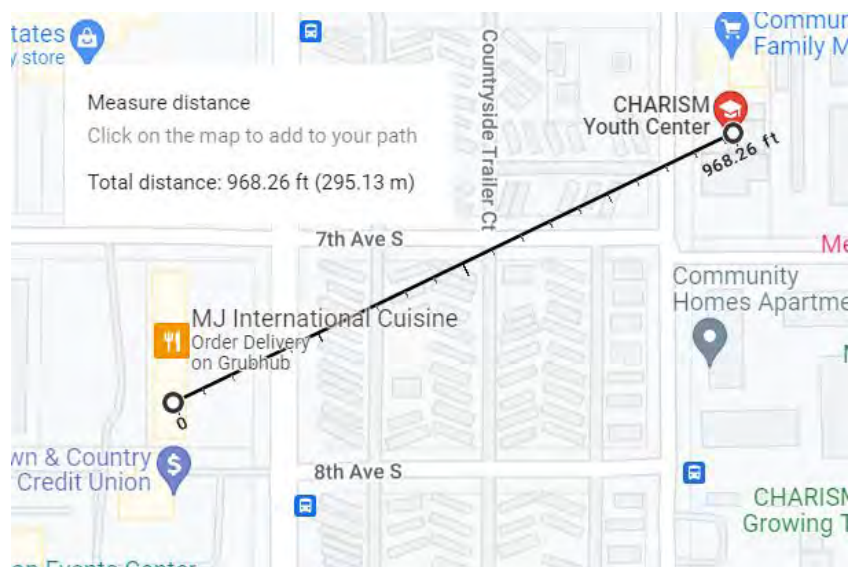 tates
y store
Commun
Family M
Measure distance
Click on the map to add to your path
Total distance: 968.26 ft (295.13 m)
Countryside Trailer Ct
CHARISM
Youth Center
968.26 ft
7th Ave S
Me
Community
Homes Apartme
MJ International Cuisine
Order Delivery
on Grubhub
0
wn & Country
Credit Union
8th Ave S
CHARISM
Growing T